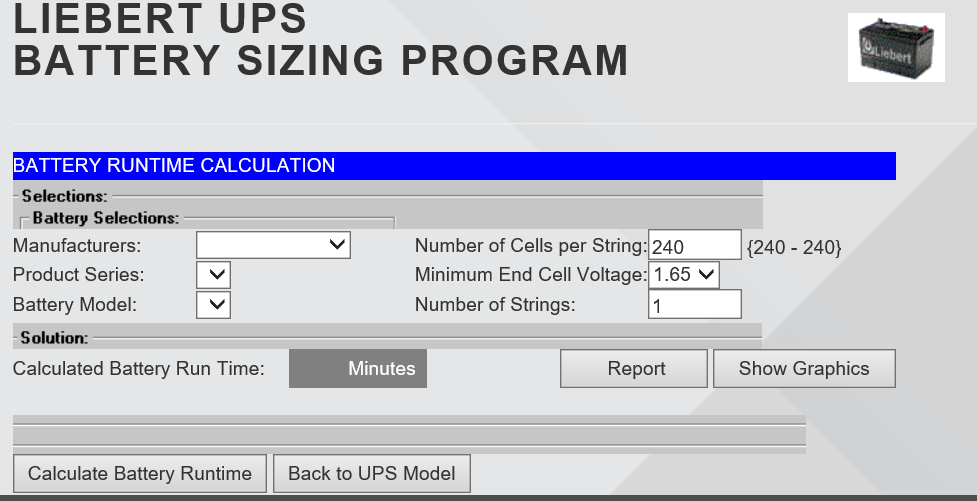 LIEBERT UPS
BATTERY SIZING PROGRAM
Liebert
BATTERY RUNTIME CALCULATION
Selections:
Battery Selections:
Manufacturers: Number of Cells per String: 240 {240 - 240}
Product Series: Minimum End Cell Voltage: 1.65
Battery Model: Number of Strings: 1
Solution:
Calculated Battery Run Time: Minutes Report Show Graphics
Calculate Battery Runtime Back to UPS Model